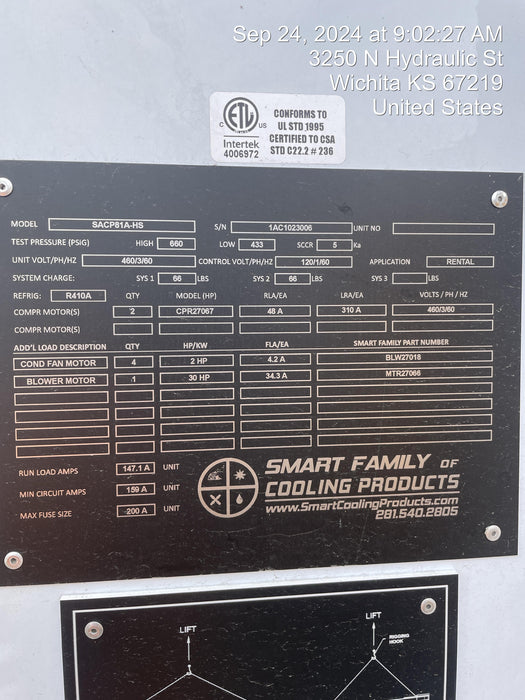 Sep 24, 2024 at 9:02:27 AM
3250 N Hydraulic St
Wichita KS 67219
United States
ETL
C US
Intertek
4006972
CONFORMS TO
UL STD 1995
CERTIFIED TO CSA
STD C22.2 # 236
MODEL SACP81A-HS S/N 1AC1023006 UNIT NO
TEST PRESSURE (PSIG) HIGH 660 LOW 433 SCCR 5 Ka
UNIT VOLT/PH/HZ 460/3/60 CONTROL VOLT/PH/HZ 120/1/60 APPLICATION RENTAL
SYSTEM CHARGE: SYS 1 66 LBS SYS 2 66 LBS SYS 3 LBS
REFRIG: R410A QTY MODEL (HP) RLA/EA LRA/EA VOLTS / PH / HZ
COMPR MOTOR(S) 2 CPR27067 48 A 310 A 460/3/60
COMPR MOTOR(S)
ADD'L LOAD DESCRIPTION QTY HP/KW FLA/EA SMART FAMILY PART NUMBER
COND FAN MOTOR 4 2 HP 4.2 A BLW27018
BLOWER MOTOR 1 30 HP 34.3 A MTR27066
RUN LOAD AMPS 147.1 A UNIT
MIN CIRCUIT AMPS 159 A UNIT
MAX FUSE SIZE 200 A UNIT
SMART FAMILY OF
COOLING PRODUCTS
www.SmartCoolingProducts.com
281.540.2805
LIFT LIFT
RIGGING
HOOK